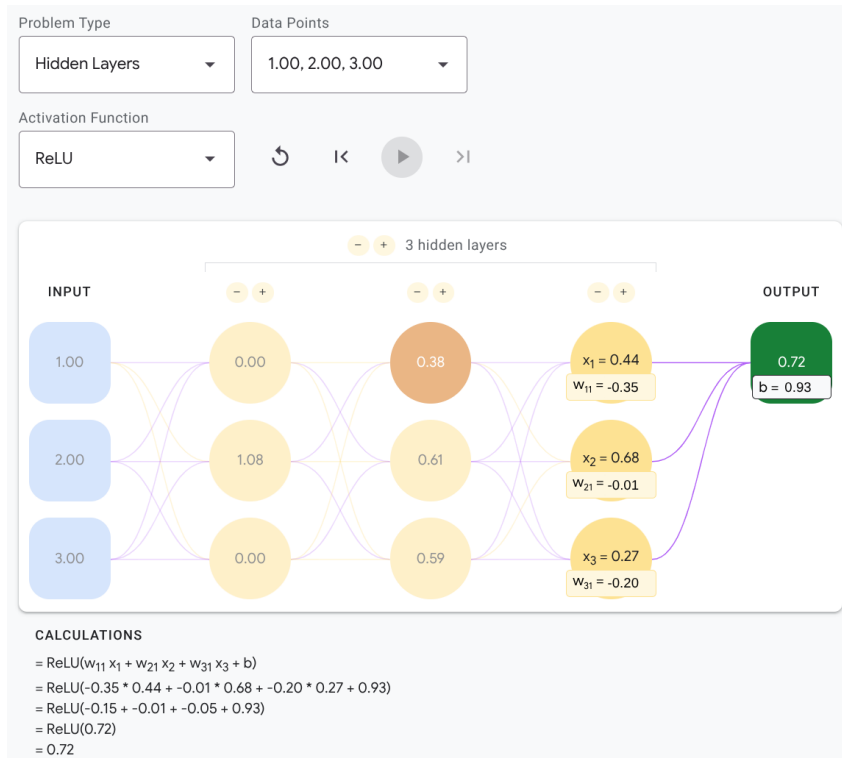 Problem Type
Data Points
Hidden Layers
1.00, 2.00, 3.00
Activation Function
ReLU
− + 3 hidden layers
INPUT
− +
− +
− +
OUTPUT
1.00
0.00
0.38
x₁ = 0.44
w₁₁ = -0.35
0.72
b = 0.93
2.00
1.08
0.61
x₂ = 0.68
w₂₁ = -0.01
3.00
0.00
0.59
x₃ = 0.27
w₃₁ = -0.20
CALCULATIONS
= ReLU(w₁₁ x₁ + w₂₁ x₂ + w₃₁ x₃ + b)
= ReLU(-0.35 * 0.44 + -0.01 * 0.68 + -0.20 * 0.27 + 0.93)
= ReLU(-0.15 + -0.01 + -0.05 + 0.93)
= ReLU(0.72)
= 0.72